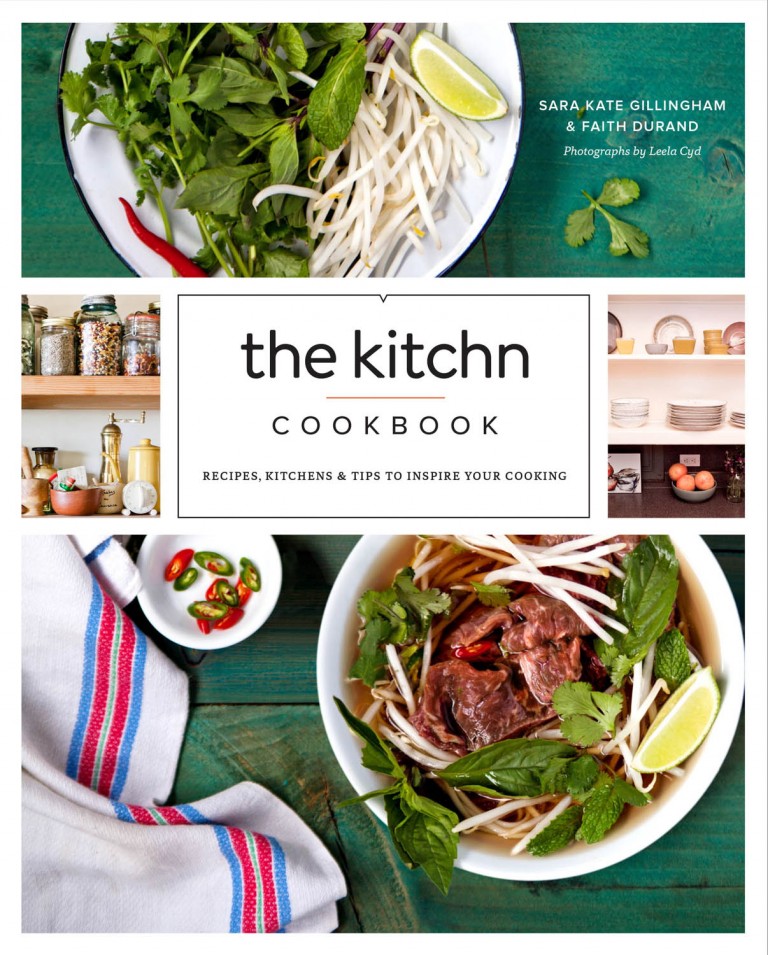 SARA KATE GILLINGHAM
& FAITH DURAND
Photographs by Leela Cyd
the kitchn
COOKBOOK
RECIPES, KITCHENS & TIPS TO INSPIRE YOUR COOKING